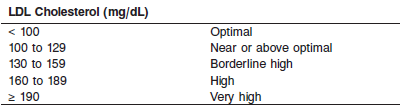 LDL Cholesterol (mg/dL)
< 100 Optimal
100 to 129 Near or above optimal
130 to 159 Borderline high
160 to 189 High
≥ 190 Very high